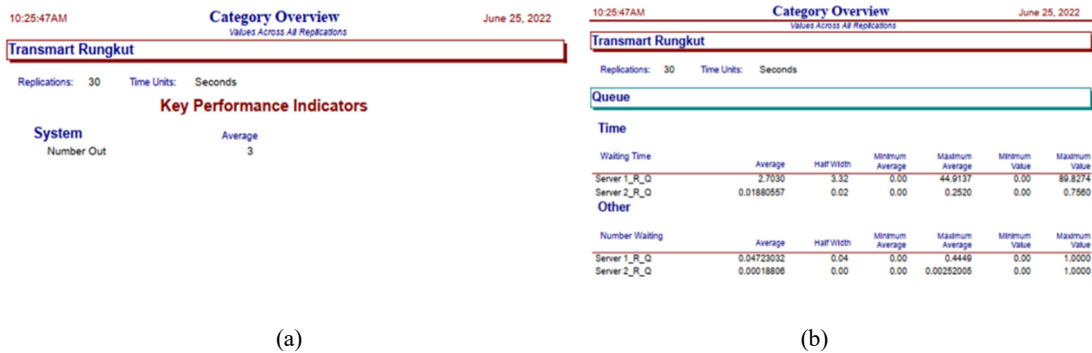 10:25:47AM Category Overview June 25, 2022
Values Across All Replications
Transmart Rungkut
Replications: 30 Time Units: Seconds
Key Performance Indicators
System Average
Number Out 3
(a)
10:25:47AM Category Overview June 25, 2022
Values Across All Replications
Transmart Rungkut
Replications: 30 Time Units: Seconds
Queue
Time
Waiting Time Average Half Width Minimum Average Maximum Average Minimum Value Maximum Value
Server 1_R_Q 2.7030 3.32 0.00 44.9137 0.00 89.8274
Server 2_R_Q 0.01880557 0.02 0.00 0.2520 0.00 0.7560
Other
Number Waiting Average Half Width Minimum Average Maximum Average Minimum Value Maximum Value
Server 1_R_Q 0.04723032 0.04 0.00 0.4449 0.00 1.0000
Server 2_R_Q 0.00018806 0.00 0.00 0.00252005 0.00 1.0000
(b)